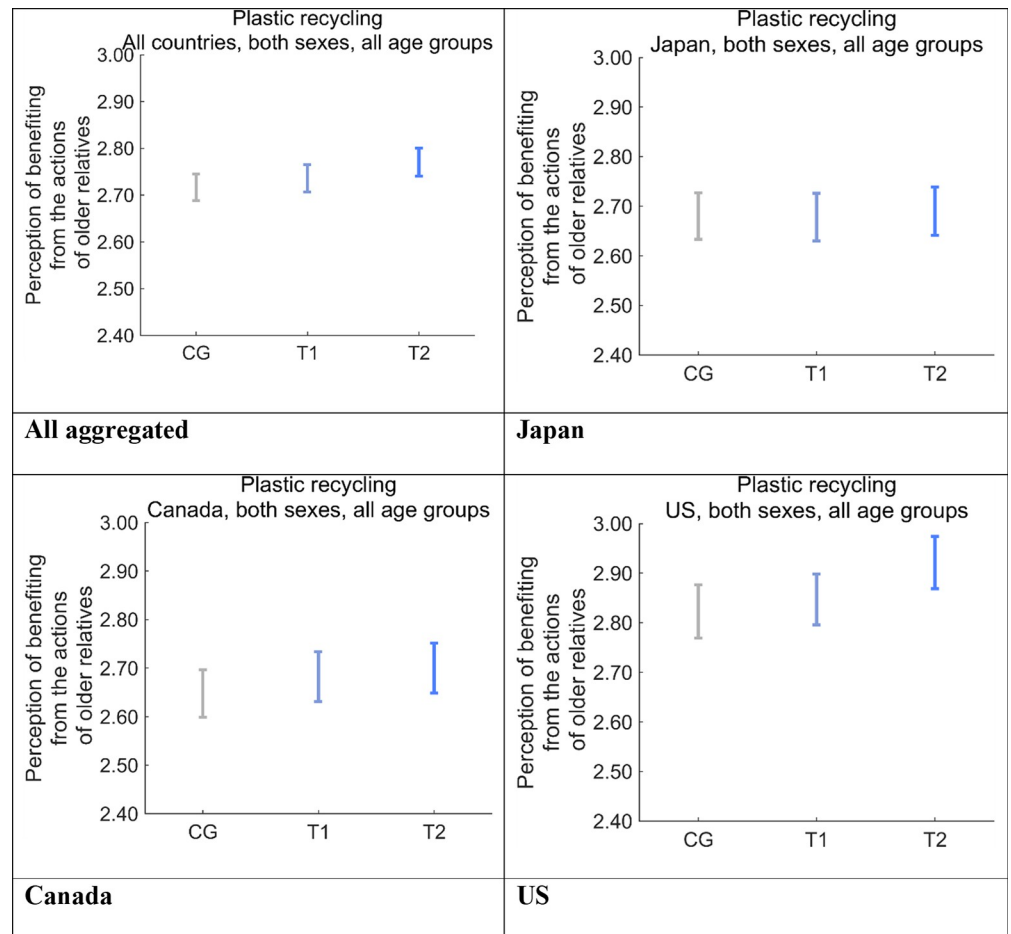 Plastic recycling
All countries, both sexes, all age groups
Perception of benefiting
from the actions
of older relatives
3.00
2.90
2.80
2.70
2.60
2.50
2.40
CG
T1
T2
All aggregated
Plastic recycling
Japan, both sexes, all age groups
Perception of benefiting
from the actions
of older relatives
3.00
2.90
2.80
2.70
2.60
2.50
2.40
CG
T1
T2
Japan
Plastic recycling
Canada, both sexes, all age groups
Perception of benefiting
from the actions
of older relatives
3.00
2.90
2.80
2.70
2.60
2.50
2.40
CG
T1
T2
Canada
Plastic recycling
US, both sexes, all age groups
Perception of benefiting
from the actions
of older relatives
3.00
2.90
2.80
2.70
2.60
2.50
2.40
CG
T1
T2
US